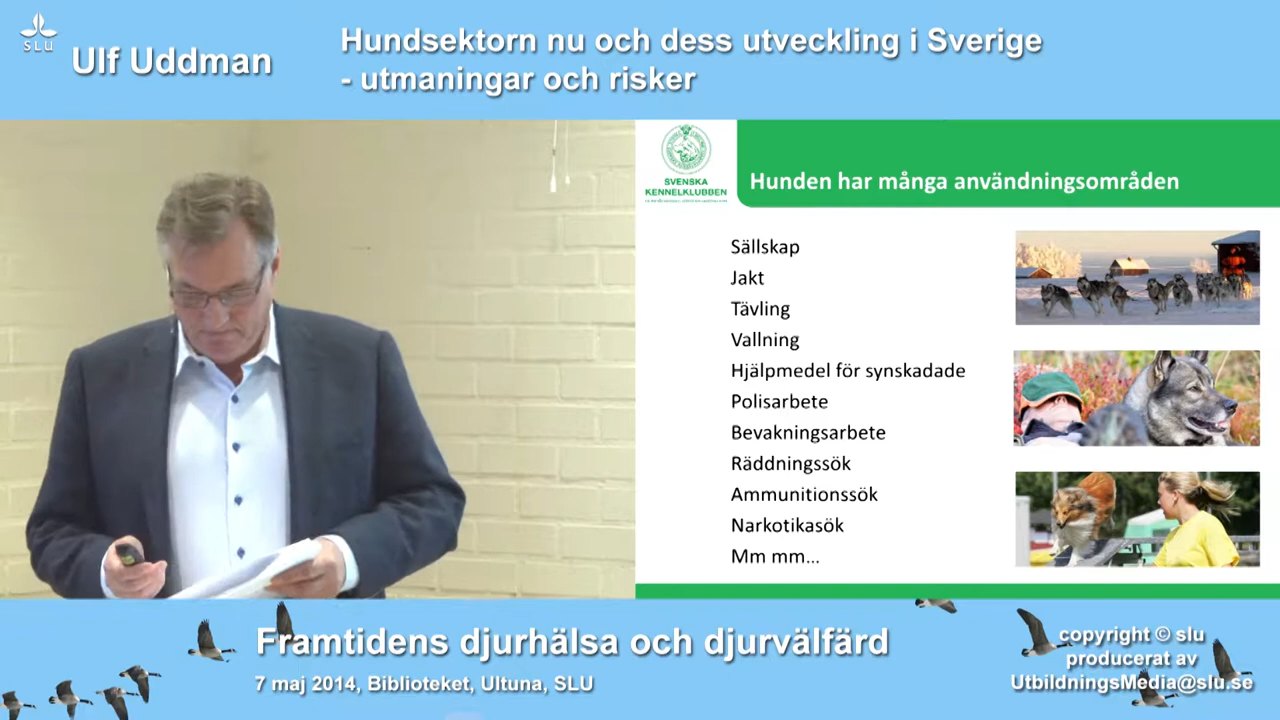 SLU
Ulf Uddman
Hundsektorn nu och dess utveckling i Sverige
- utmaningar och risker
SVENSKA
KENNELKLUBBEN
Hunden har många användningsområden
Sällskap
Jakt
Tävling
Vallning
Hjälpmedel för synskadade
Polisarbete
Bevakningsarbete
Räddningssök
Ammunitionssök
Narkotikasök
Mm mm...
Framtidens djurhälsa och djurvälfärd
7 maj 2014, Biblioteket, Ultuna, SLU
copyright © slu
producerat av
UtbildningsMedia@slu.se